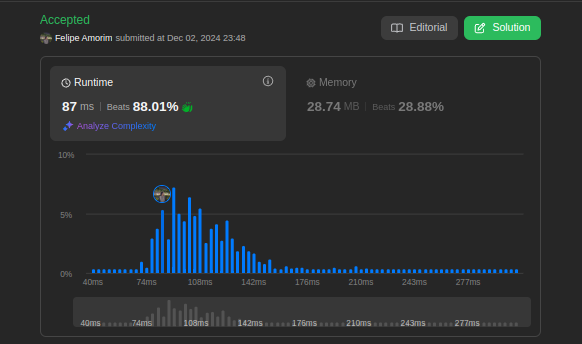 Accepted
Felipe Amorim submitted at Dec 02, 2024 23:48
Editorial
Solution
Runtime
87 ms | Beats 88.01%
Analyze Complexity
Memory
28.74 MB | Beats 28.88%
10%
5%
0%
40ms 74ms 108ms 142ms 176ms 210ms 243ms 277ms
40ms 74ms 108ms 142ms 176ms 210ms 243ms 277ms